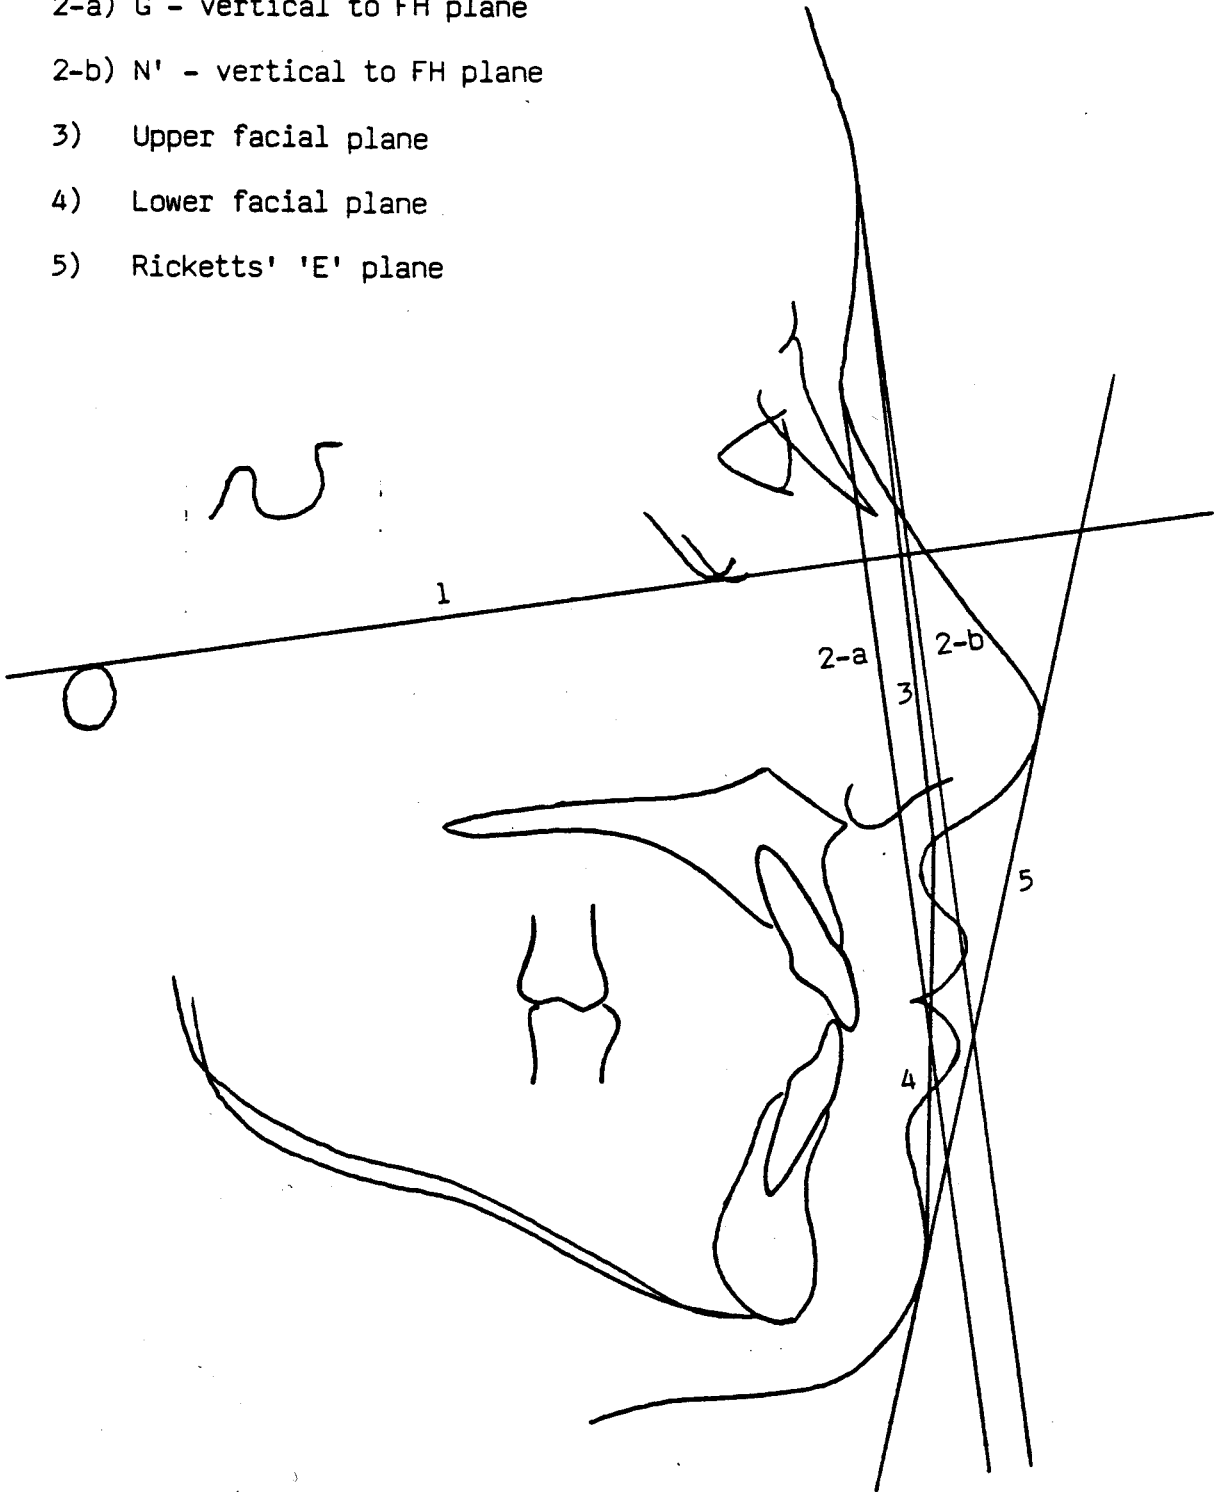 2-a) G - vertical to FH plane
2-b) N' - vertical to FH plane
3) Upper facial plane
4) Lower facial plane
5) Ricketts' 'E' plane
1
2-a
2-b
3
5
4